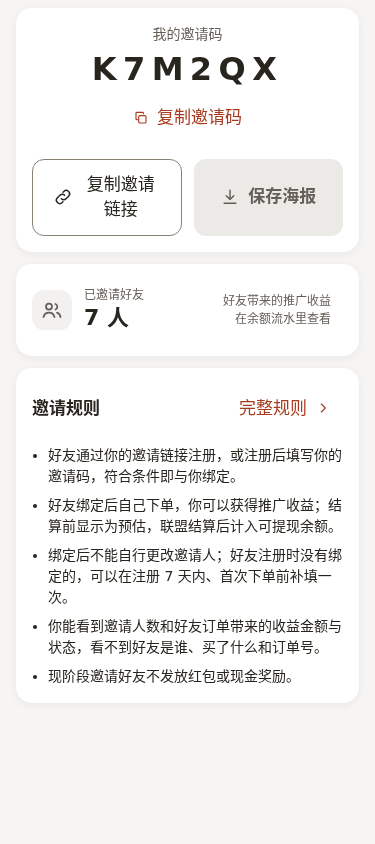 我的邀请码
K7M2QX
复制邀请码
复制邀请
链接
保存海报
已邀请好友
7 人
好友带来的推广收益
在余额流水里查看
邀请规则
完整规则
• 好友通过你的邀请链接注册，或注册后填写你的
邀请码，符合条件即与你绑定。
• 好友绑定后自己下单，你可以获得推广收益；结
算前显示为预估，联盟结算后计入可提现余额。
• 绑定后不能自行更改邀请人；好友注册时没有绑
定的，可以在注册 7 天内、首次下单前补填一
次。
• 你能看到邀请人数和好友订单带来的收益金额与
状态，看不到好友是谁、买了什么和订单号。
• 现阶段邀请好友不发放红包或现金奖励。